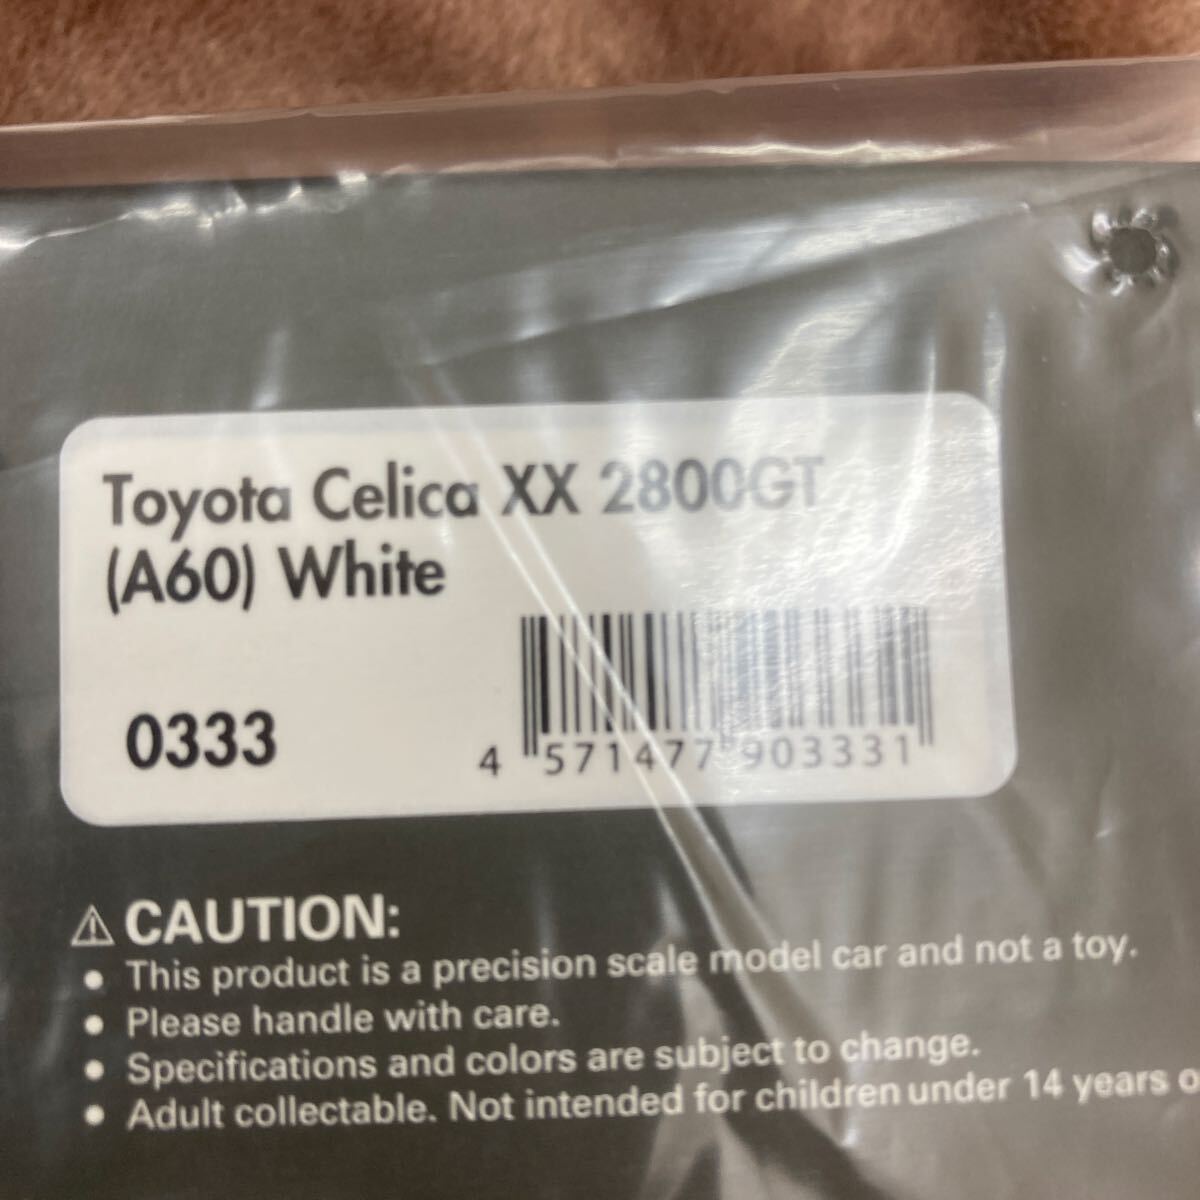 Toyota Celica XX 2800GT
(A60) White
0333
4 571477 903331
⚠ CAUTION:
• This product is a precision scale model car and not a toy.
• Please handle with care.
• Specifications and colors are subject to change.
• Adult collectable. Not intended for children under 14 years o